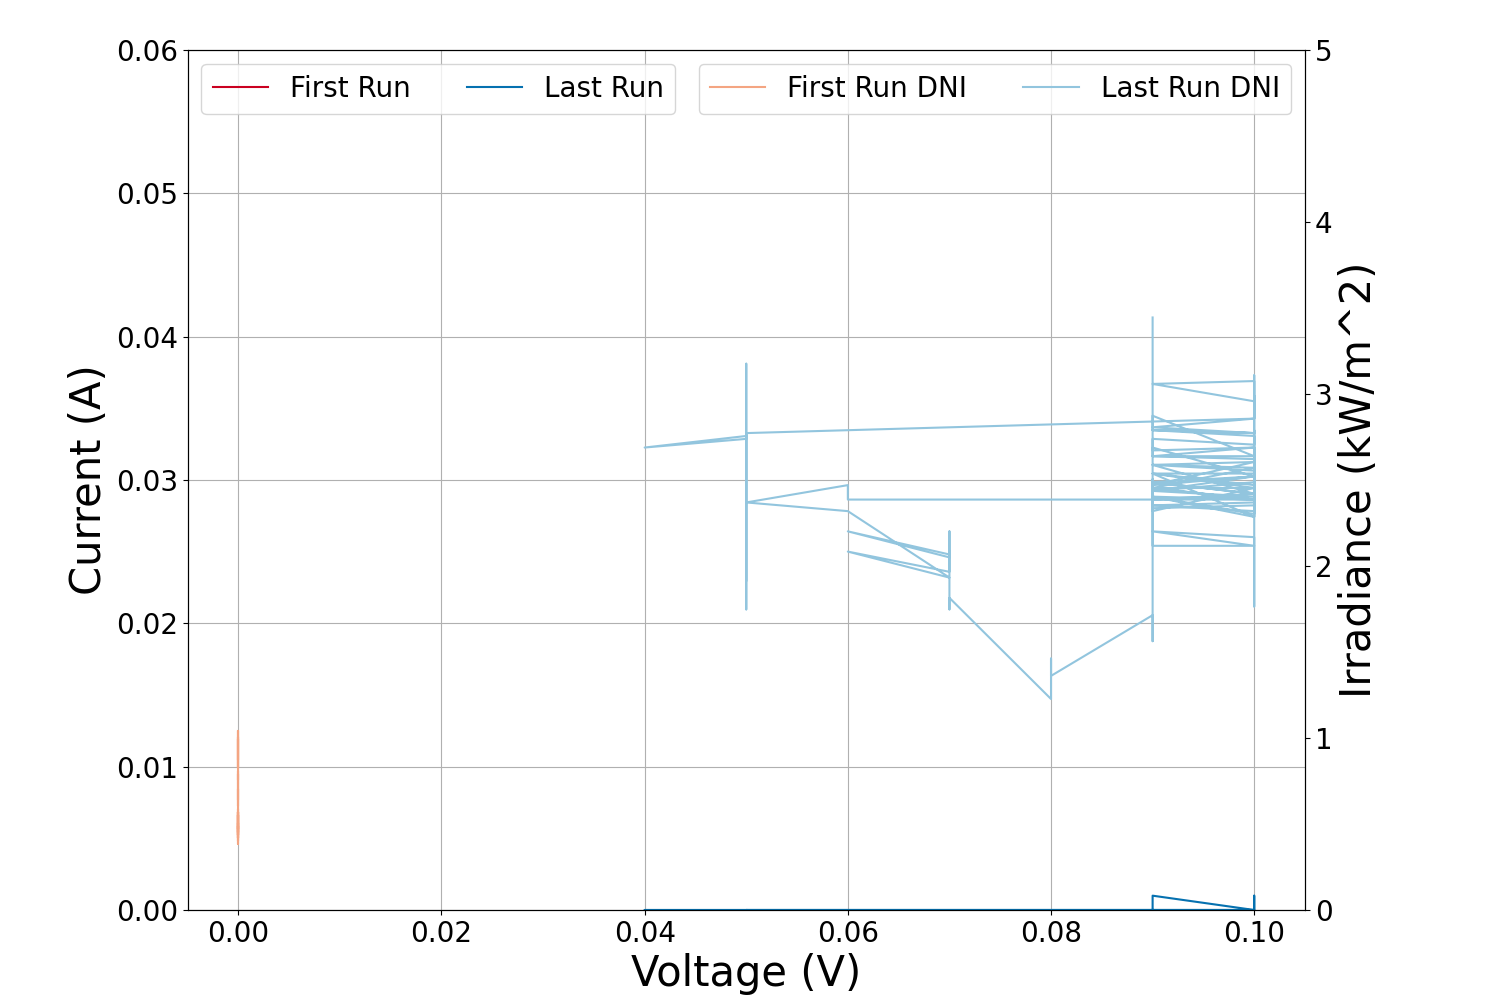 First Run
Last Run
First Run DNI
Last Run DNI
0.06
0.05
0.04
0.03
0.02
0.01
0.00
Current (A)
5
4
3
2
1
0
Irradiance (kW/m^2)
0.00
0.02
0.04
0.06
0.08
0.10
Voltage (V)